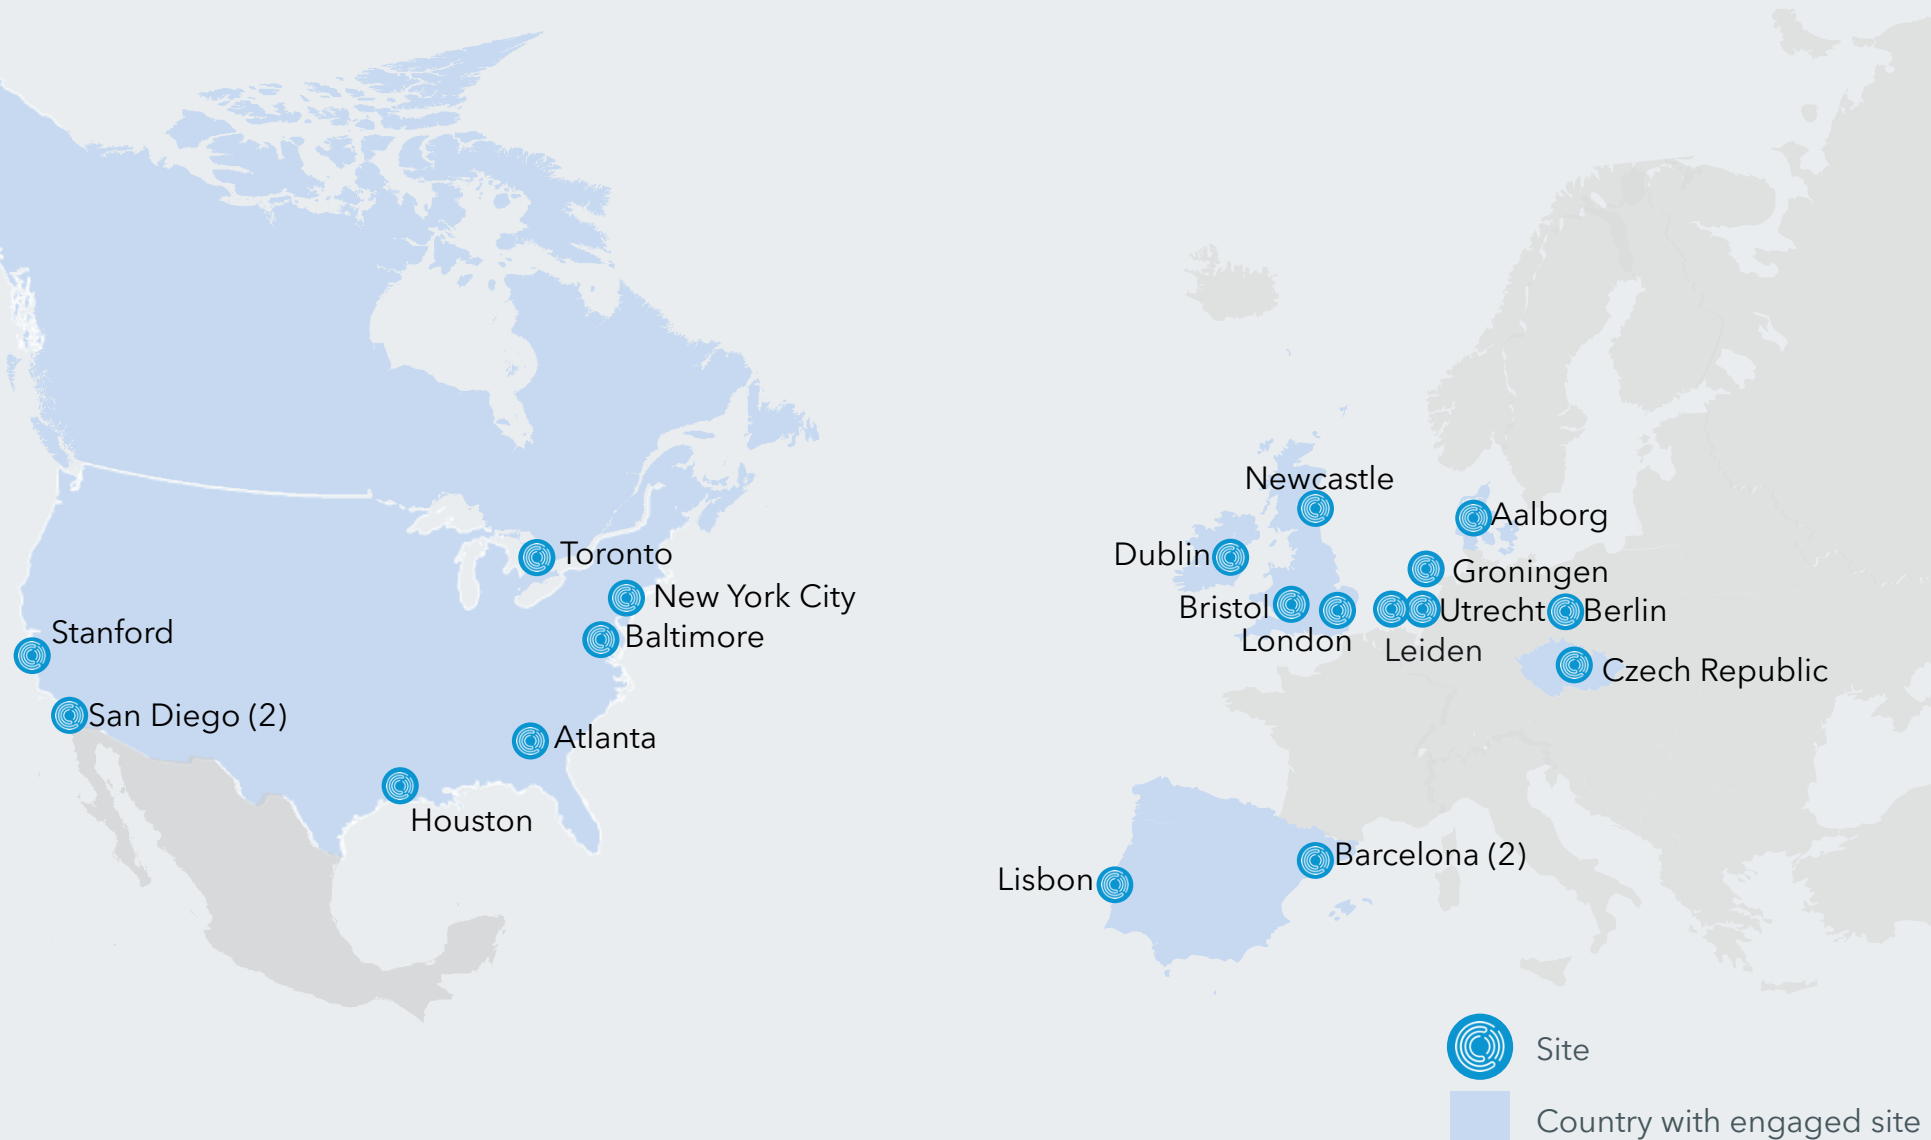 Newcastle
Aalborg
Toronto
Dublin
Groningen
New York City
Bristol
Utrecht
Berlin
Stanford
Baltimore
London
Leiden
Czech Republic
San Diego (2)
Atlanta
Houston
Barcelona (2)
Lisbon
Site
Country with engaged site